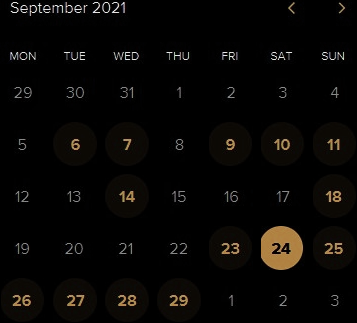 September 2021
MON TUE WED THU FRI SAT SUN
29 30 31 1 2 3 4
5 6 7 8 9 10 11
12 13 14 15 16 17 18
19 20 21 22 23 24 25
26 27 28 29 1 2 3